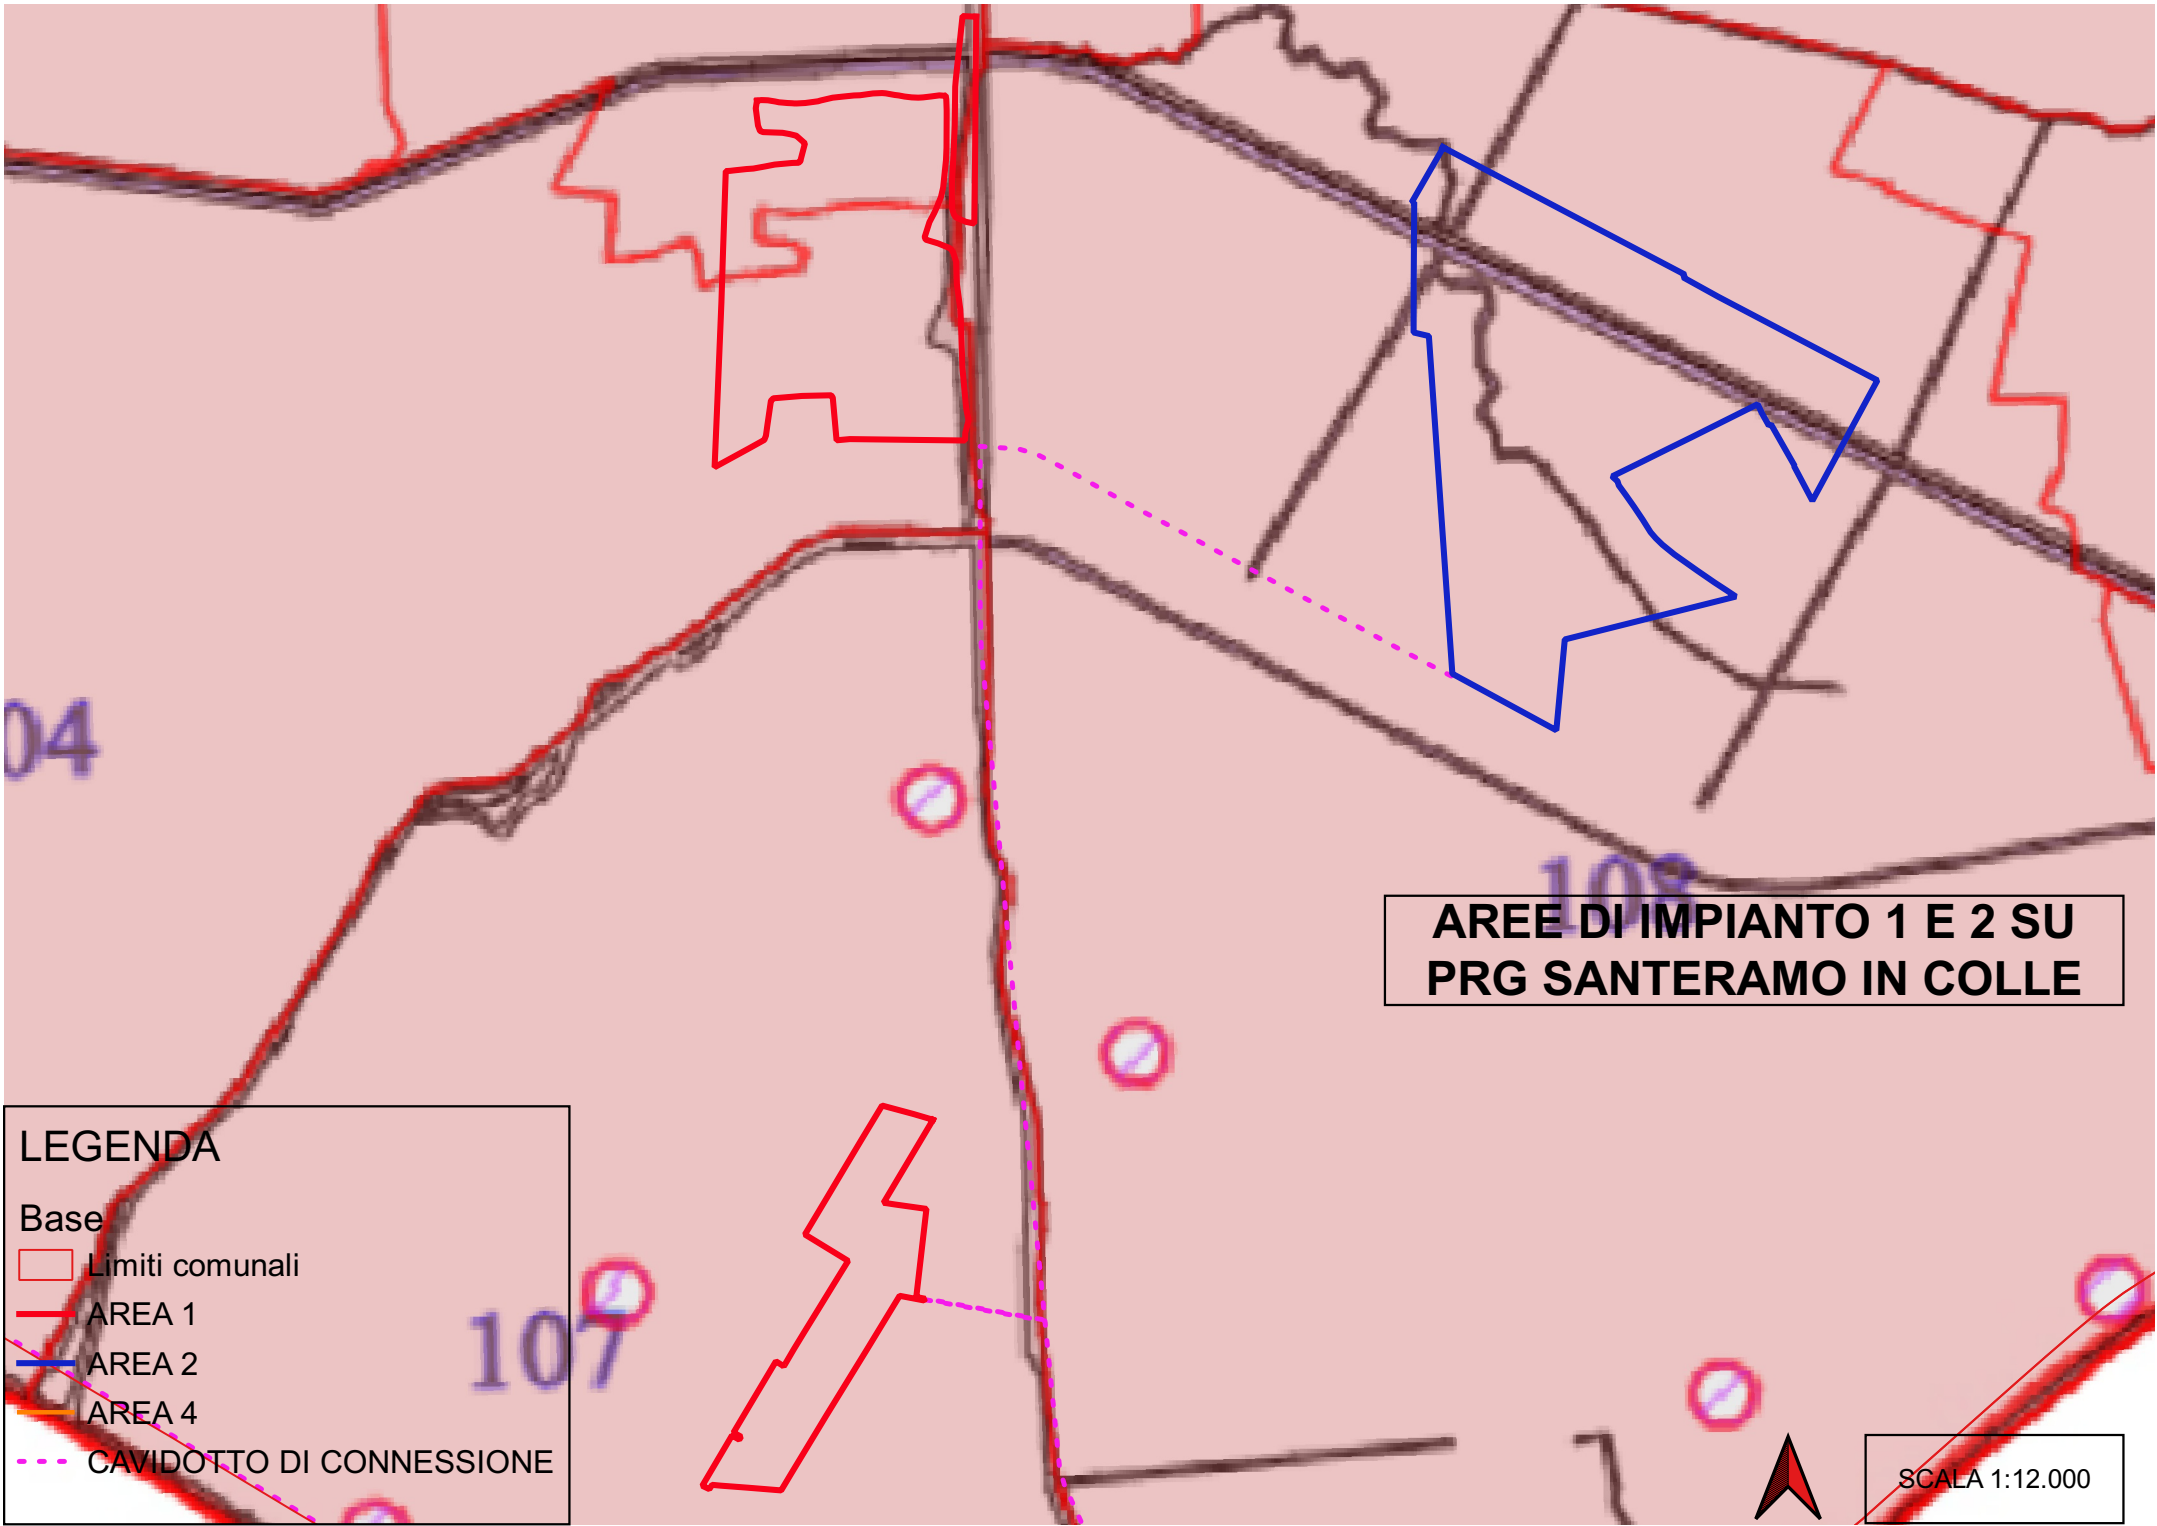 04
108
AREE DI IMPIANTO 1 E 2 SU
PRG SANTERAMO IN COLLE
LEGENDA
Base
Limiti comunali
AREA 1
AREA 2
AREA 4
CAVIDOTTO DI CONNESSIONE
107
SCALA 1:12.000